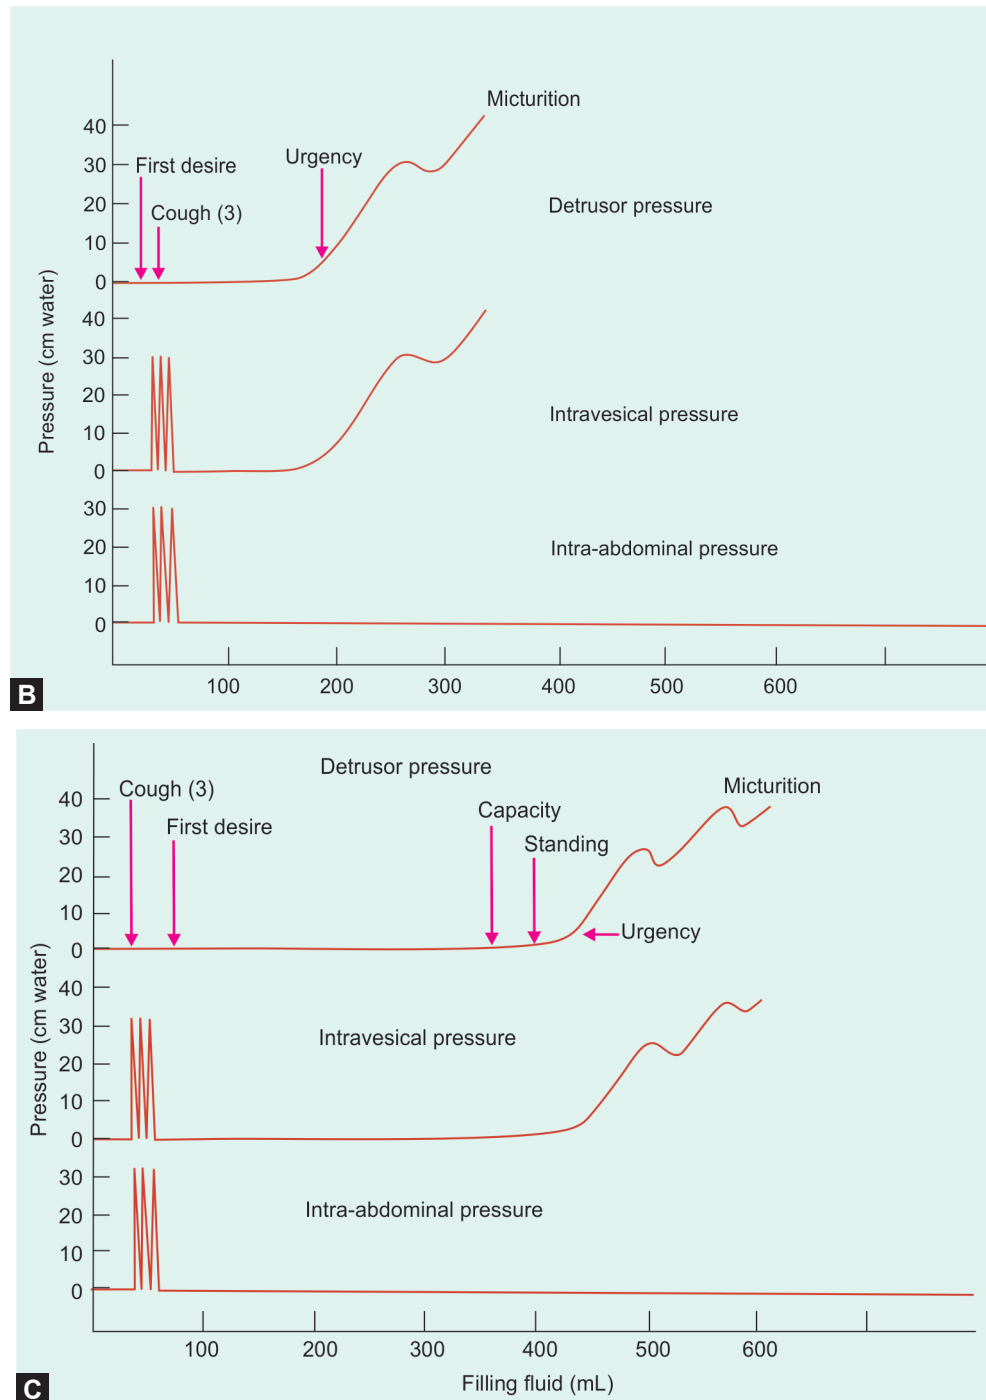 Micturition
40
First desire
Urgency
30
Cough (3)
20
Detrusor pressure
10
0
40
30
20
Intravesical pressure
10
0
30
20
Intra-abdominal pressure
10
0
Pressure (cm water)
100 200 300 400 500 600
B
Detrusor pressure
Cough (3)
Micturition
40
Capacity
First desire
30
Standing
20
10
Urgency
0
40
30
Intravesical pressure
20
10
0
30
Intra-abdominal pressure
20
10
0
Pressure (cm water)
100 200 300 400 500 600
Filling fluid (mL)
C